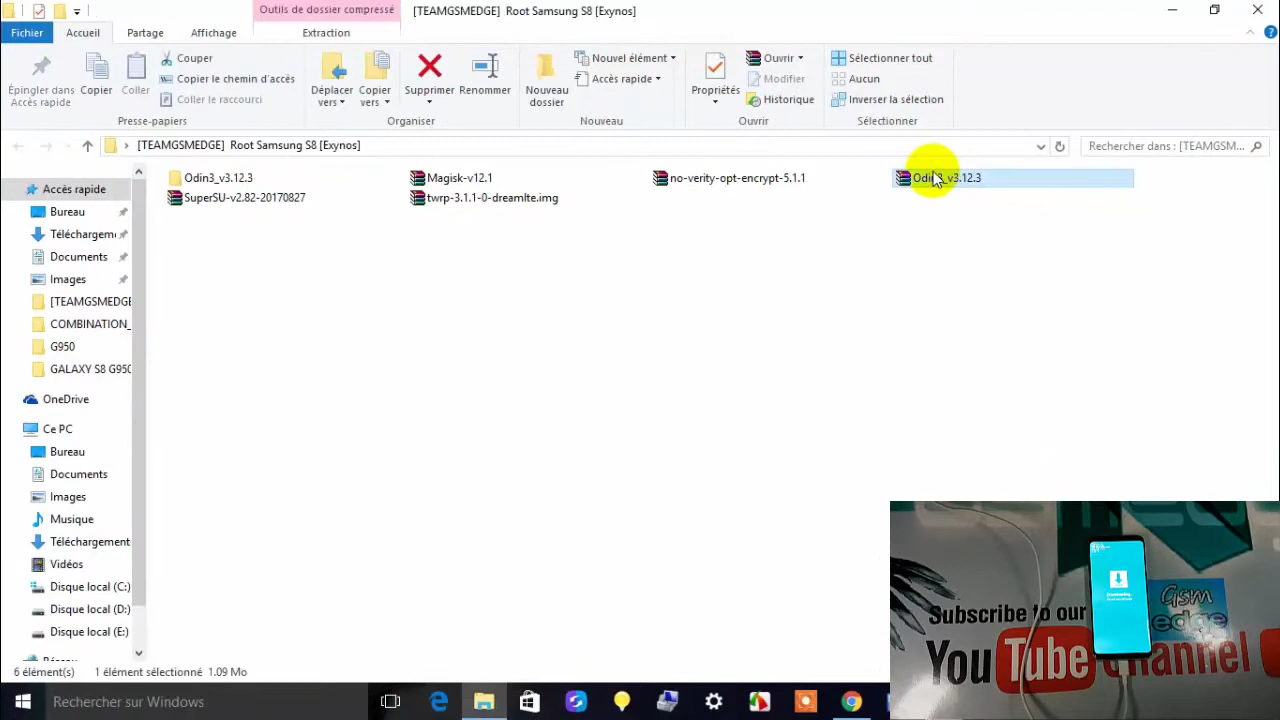 Outils de dossier compressé
[TEAMGSMEDGE] Root Samsung S8 [Exynos]
Fichier
Accueil
Partage
Affichage
Extraction
Épingler dans Accès rapide
Copier
Coller
Couper
Copier le chemin d'accès
Coller le raccourci
Déplacer vers
Copier vers
Supprimer
Renommer
Nouveau dossier
Nouvel élément
Accès rapide
Propriétés
Ouvrir
Modifier
Historique
Sélectionner tout
Aucun
Inverser la sélection
Presse-papiers
Organiser
Nouveau
Ouvrir
Sélectionner
[TEAMGSMEDGE] Root Samsung S8 [Exynos]
Rechercher dans : [TEAMGSM...
Accès rapide
Bureau
Téléchargem
Documents
Images
[TEAMGSMEDGE
COMBINATION_
G950
GALAXY S8 G950
OneDrive
Ce PC
Bureau
Documents
Images
Musique
Téléchargement
Vidéos
Disque local (C:)
Disque local (D:)
Disque local (E:)
Odin3_v3.12.3
Magisk-v12.1
no-verity-opt-encrypt-5.1.1
Odin3_v3.12.3
SuperSU-v2.82-20170827
twrp-3.1.1-0-dreamlte.img
6 élément(s)
1 élément sélectionné 1.09 Mo
Rechercher sur Windows
Subscribe to our
YouTube Channel
Gsm
edge